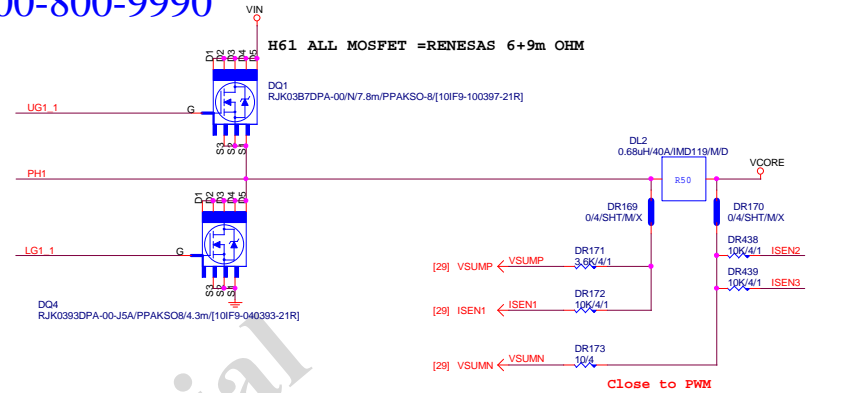 00-800-9990
VIN
H61 ALL MOSFET =RENESAS 6+9m OHM
D1 D2 D3 D4 D5
DQ1
RJK03B7DPA-00/N/7.8m/PPAKSO-8/[10IF9-100397-21R]
UG1_1
G
S3 S2 S1
DL2
0.68uH/40A/IMD119/M/D
VCORE
PH1
R50
D1 D2 D3 D4 D5
DR169
0/4/SHT/M/X
DR170
0/4/SHT/M/X
LG1_1
G
DR438
10K/4/1 ISEN2
DR171
[29] VSUMP VSUMP 3.6K/4/1
DR439
10K/4/1 ISEN3
S3 S2 S1
DQ4
RJK0393DPA-00-J5A/PPAKSO8/4.3m/[10IF9-040393-21R]
DR172
[29] ISEN1 ISEN1 10K/4/1
DR173
[29] VSUMN VSUMN 10/4
Close to PWM
ial